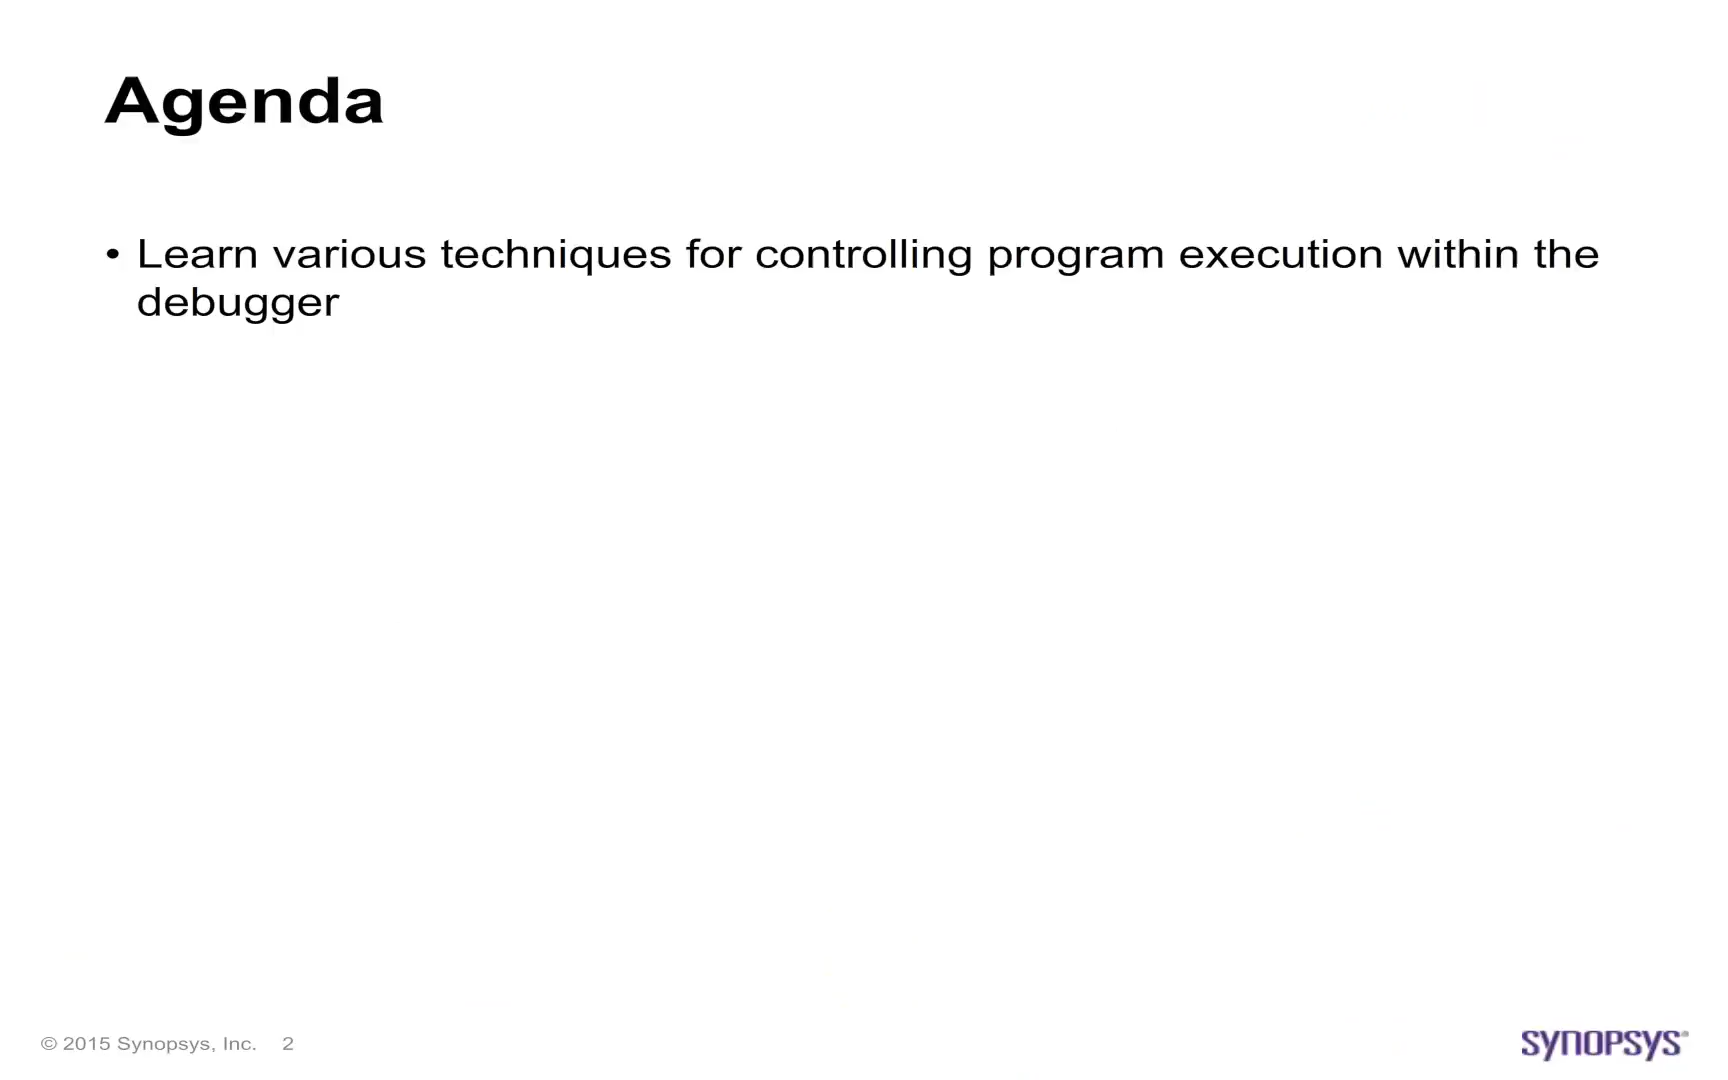 Agenda
• Learn various techniques for controlling program execution within the
debugger
© 2015 Synopsys, Inc. 2
SYNOPSYS®